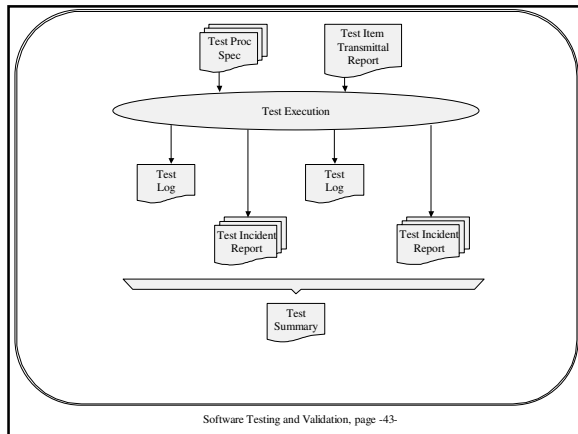 Test Proc
Spec
Test Item
Transmittal
Report
Test Execution
Test
Log
Test
Log
Test Incident
Report
Test Incident
Report
Test
Summary
Software Testing and Validation, page -43-